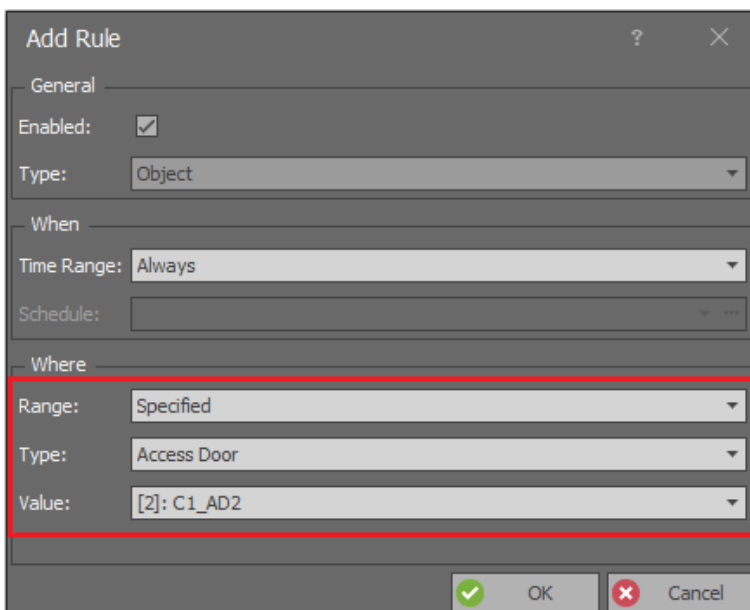 Add Rule ?
General
Enabled:
Type: Object
When
Time Range: Always
Schedule:
Where
Range: Specified
Type: Access Door
Value: [2]: C1_AD2
OK Cancel